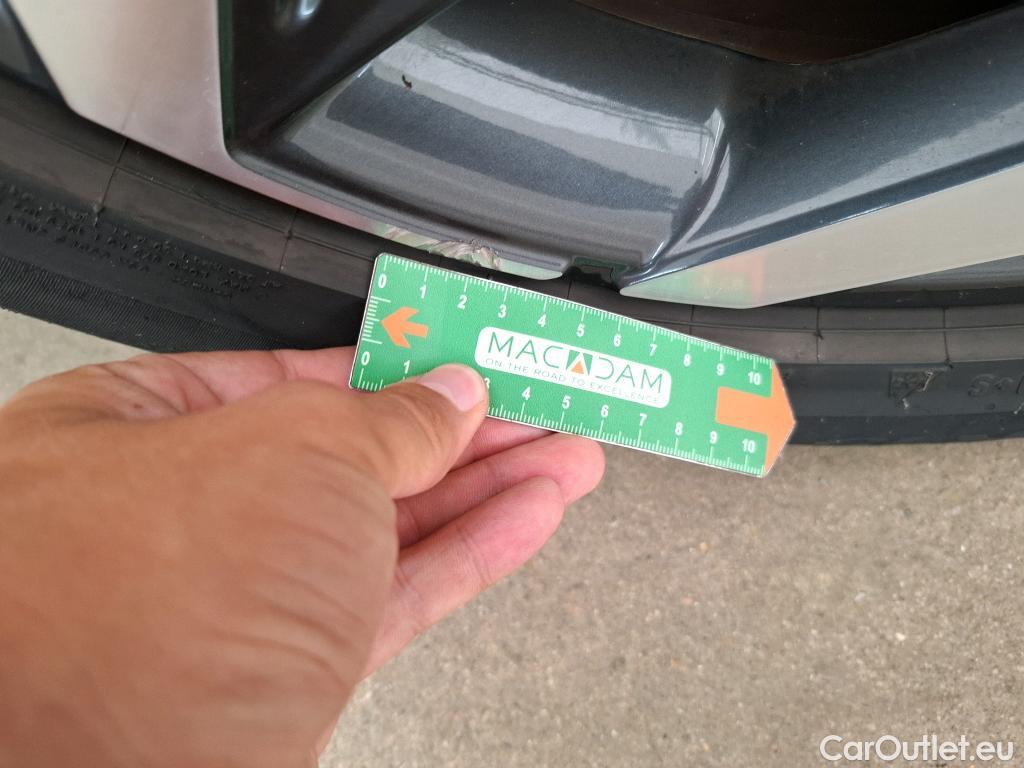 0 1 2 3 4 5 6 7 8 9 10
MACADAM
ON THE ROAD TO EXCELLENCE
0 1 3 4 5 6 7 8 9 10
CarOutlet.eu